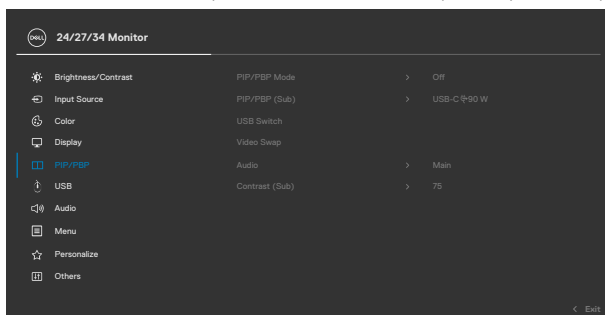 DELL 24/27/34 Monitor
Brightness/Contrast PIP/PBP Mode > Off
Input Source PIP/PBP (Sub) > USB-C 90 W
Color USB Switch
Display Video Swap
PIP/PBP Audio > Main
USB Contrast (Sub) > 75
Audio
Menu
Personalize
Others
< Exit